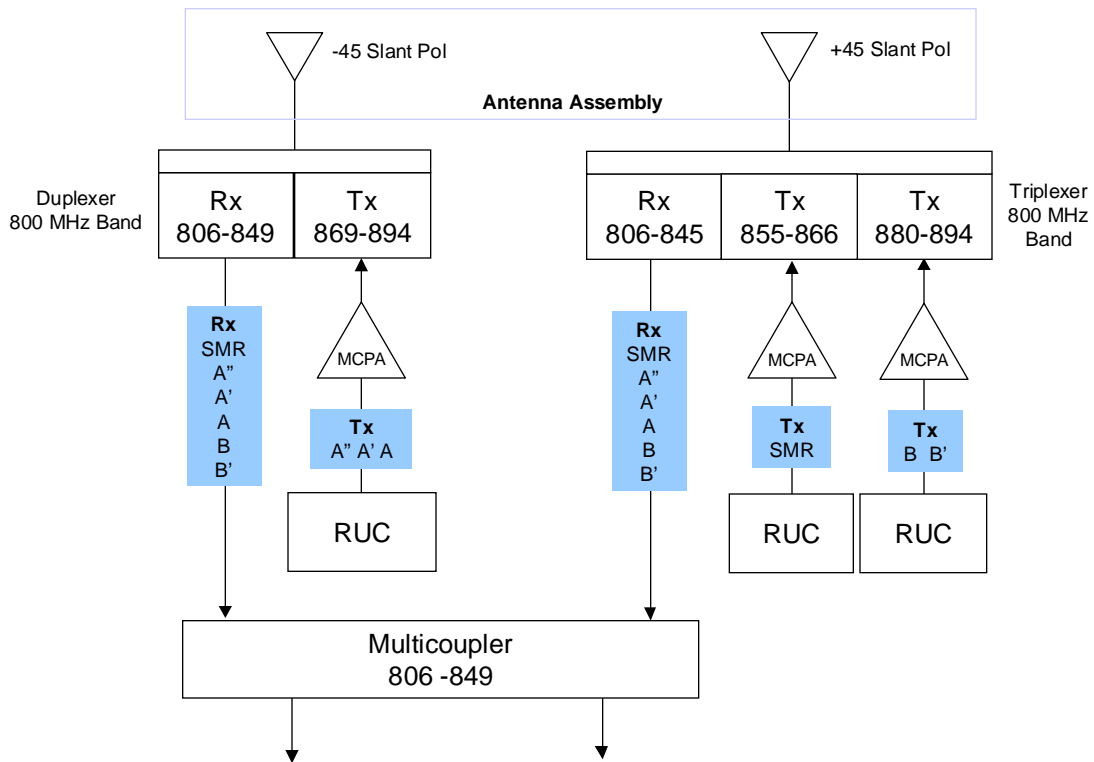 -45 Slant Pol
+45 Slant Pol
Antenna Assembly
Duplexer
800 MHz Band
Rx
806-849
Tx
869-894
Rx
806-845
Tx
855-866
Tx
880-894
Triplexer
800 MHz
Band
Rx
SMR
A”
A’
A
B
B’
MCPA
Tx
A” A’ A
RUC
Rx
SMR
A”
A’
A
B
B’
MCPA
Tx
SMR
RUC
MCPA
Tx
B B’
RUC
Multicoupler
806 -849